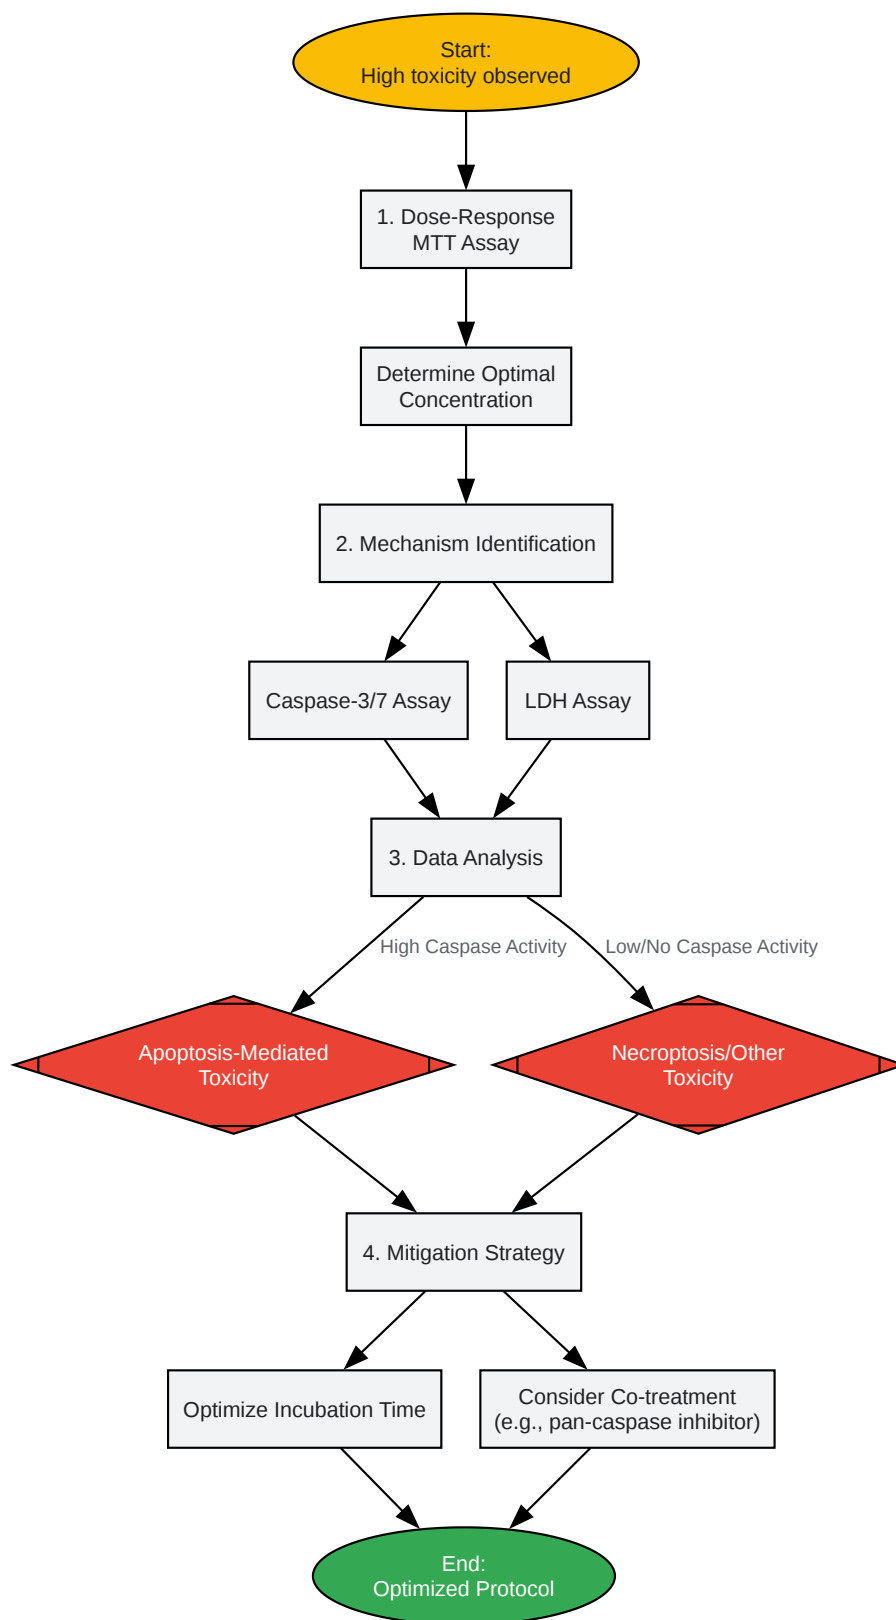 Start:
High toxicity observed
1. Dose-Response
MTT Assay
Determine Optimal
Concentration
2. Mechanism Identification
Caspase-3/7 Assay
LDH Assay
3. Data Analysis
High Caspase Activity
Low/No Caspase Activity
Apoptosis-Mediated
Toxicity
Necroptosis/Other
Toxicity
4. Mitigation Strategy
Optimize Incubation Time
Consider Co-treatment
(e.g., pan-caspase inhibitor)
End:
Optimized Protocol